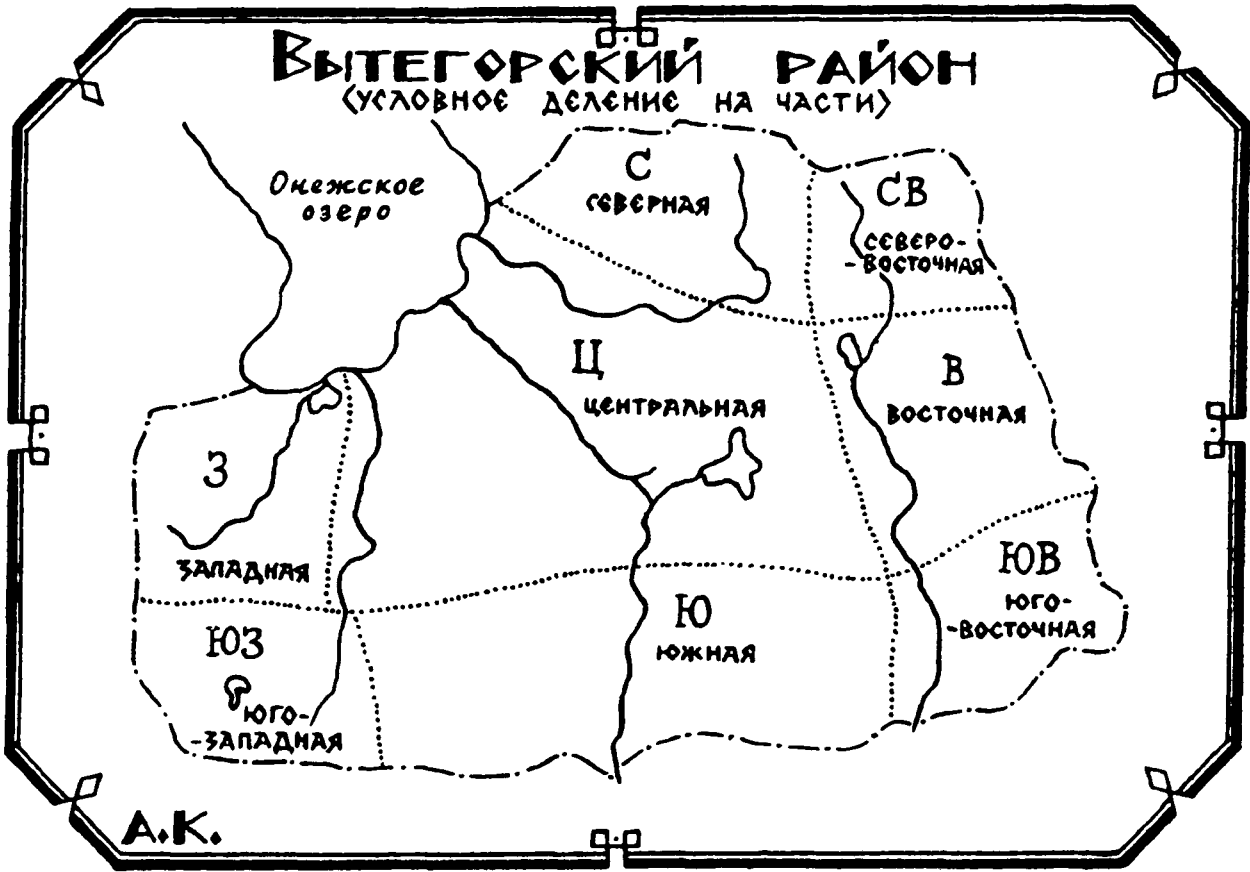 Вытегорский район
<условное деление на части>
Онежское
озеро
С
северная
СВ
северо-
-восточная
Ц
центральная
В
восточная
З
западная
ЮВ
юго-
-восточная
Ю
южная
ЮЗ
юго-
-западная
А.К.